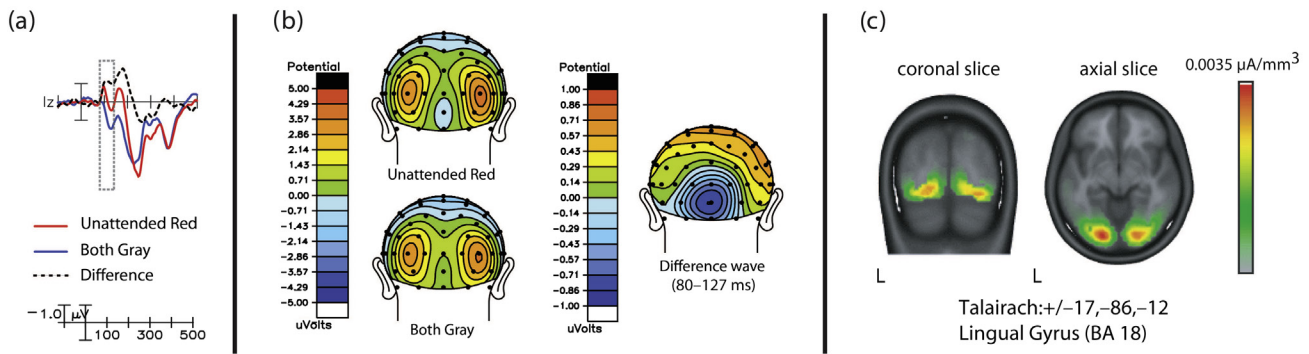 (a)
Iz
Unattended Red
Both Gray
Difference
−1.0 μV
100 300 500
(b)
Potential
5.00
4.29
3.57
2.86
2.14
1.43
0.71
0.00
−0.71
−1.43
−2.14
−2.86
−3.57
−4.29
−5.00
uVolts
Unattended Red
Both Gray
Potential
1.00
0.86
0.71
0.57
0.43
0.29
0.14
0.00
−0.14
−0.29
−0.43
−0.57
−0.71
−0.86
−1.00
uVolts
Difference wave
(80–127 ms)
(c)
coronal slice
axial slice
0.0035 μA/mm³
L
L
Talairach:+/−17,−86,−12
Lingual Gyrus (BA 18)